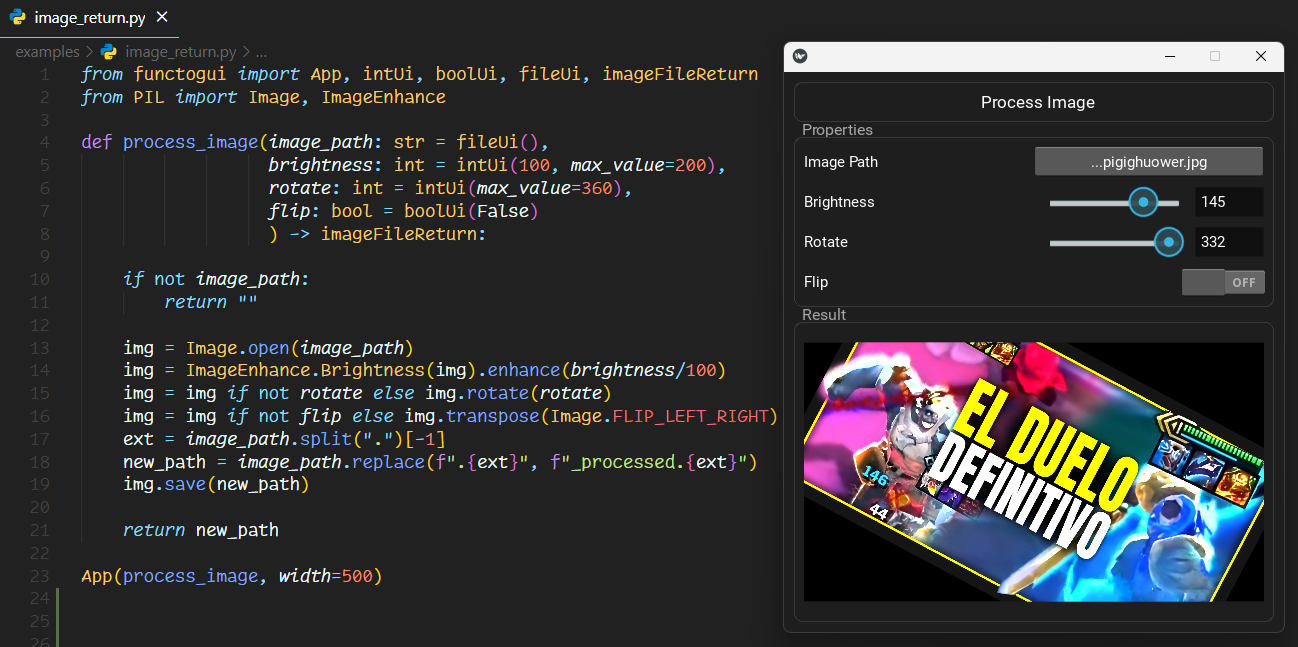 image_return.py
examples > image_return.py > ...
1 from functogui import App, intUi, boolUi, fileUi, imageFileReturn
2 from PIL import Image, ImageEnhance
3
4 def process_image(image_path: str = fileUi(),
5 brightness: int = intUi(100, max_value=200),
6 rotate: int = intUi(max_value=360),
7 flip: bool = boolUi(False)
8 ) -> imageFileReturn:
9
10 if not image_path:
11 return ""
12
13 img = Image.open(image_path)
14 img = ImageEnhance.Brightness(img).enhance(brightness/100)
15 img = img if not rotate else img.rotate(rotate)
16 img = img if not flip else img.transpose(Image.FLIP_LEFT_RIGHT)
17 ext = image_path.split(".")[-1]
18 new_path = image_path.replace(f".{ext}", f"_processed.{ext}")
19 img.save(new_path)
20
21 return new_path
22
23 App(process_image, width=500)
24
25
26
Process Image
Properties
Image Path
...pigighuower.jpg
Brightness
145
Rotate
332
Flip
OFF
Result
EL DUELO
DEFINITIVO
146
44